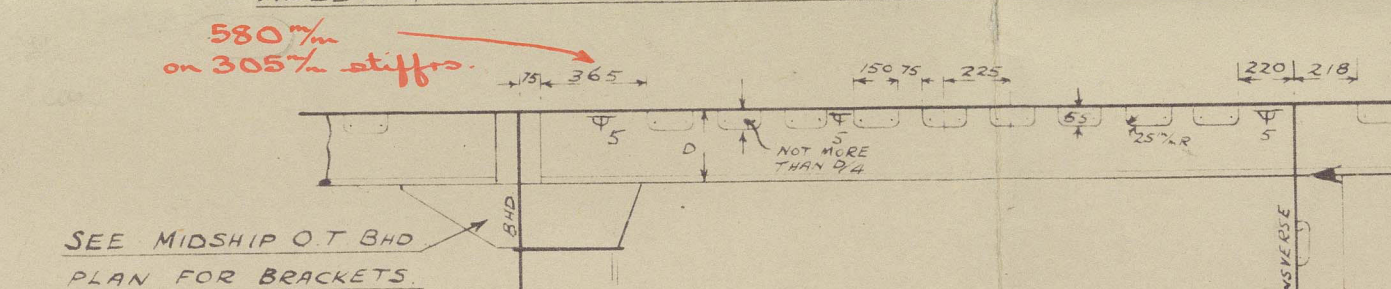 580 m/m
on 305 m/m stiffrs.
75 365 150 75 225 220 218
5 5 65 5
25 m/m R
D
NOT MORE
THAN D/4
BHD
SEE MIDSHIP O.T BHD
PLAN FOR BRACKETS.